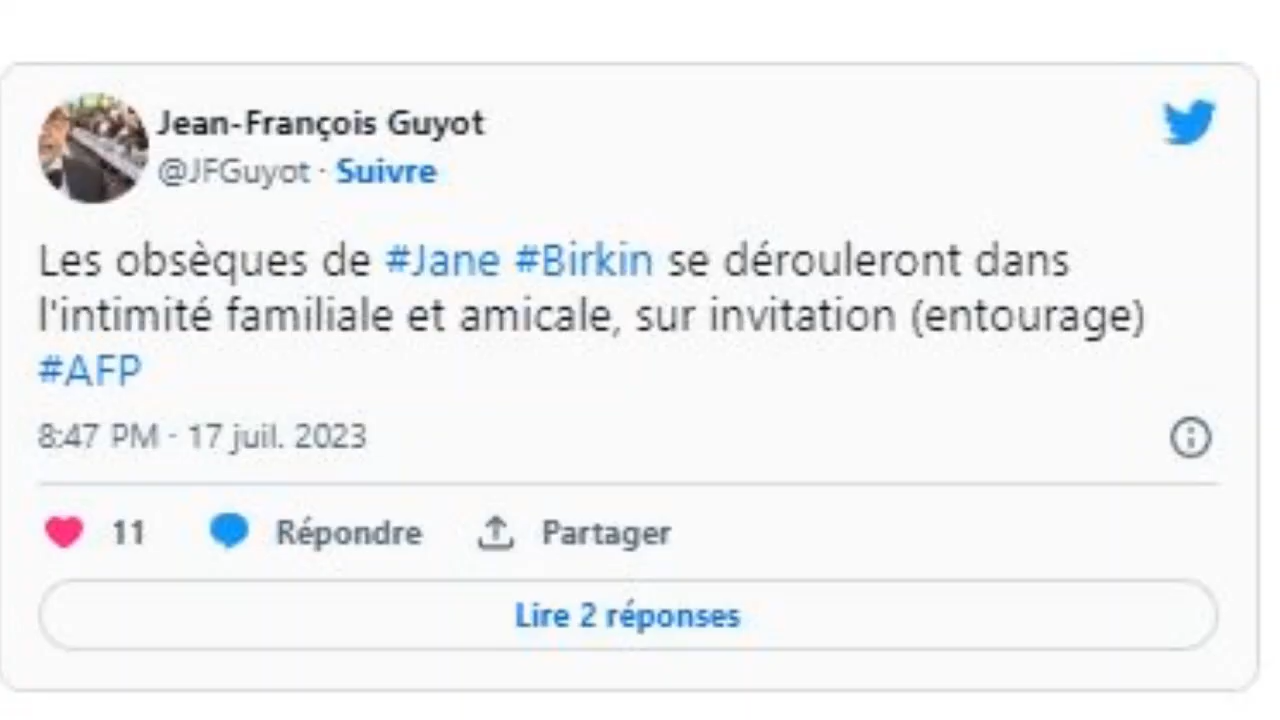 Jean-François Guyot
@JFGuyot · Suivre
Les obsèques de #Jane #Birkin se dérouleront dans
l'intimité familiale et amicale, sur invitation (entourage)
#AFP
8:47 PM · 17 juil. 2023
11 Répondre Partager
Lire 2 réponses